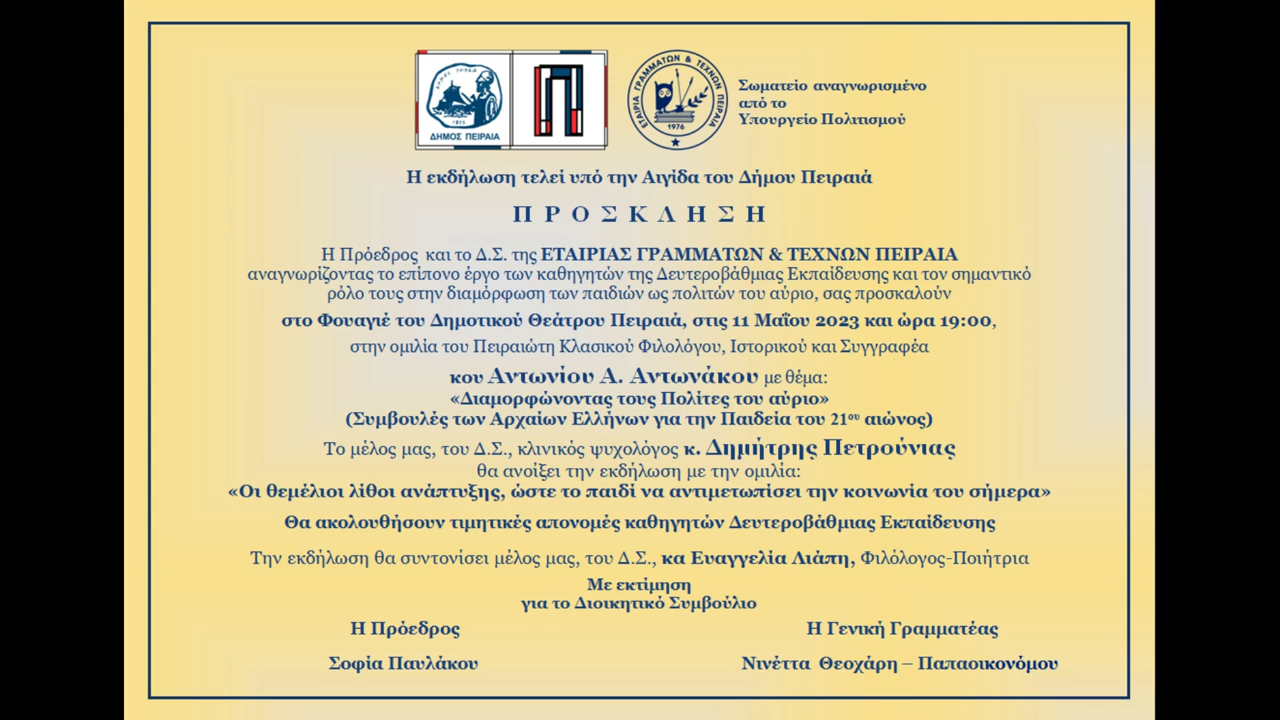 ΔΗΜΟΣ ΠΕΙΡΑΙΑ
ΕΤΑΙΡΙΑ ΓΡΑΜΜΑΤΩΝ & ΤΕΧΝΩΝ ΠΕΙΡΑΙΑ
1976
Σωματείο αναγνωρισμένο
από το
Υπουργείο Πολιτισμού
Η εκδήλωση τελεί υπό την Αιγίδα του Δήμου Πειραιά
Π Ρ Ο Σ Κ Λ Η Σ Η
Η Πρόεδρος και το Δ.Σ. της ΕΤΑΙΡΙΑΣ ΓΡΑΜΜΑΤΩΝ & ΤΕΧΝΩΝ ΠΕΙΡΑΙΑ
αναγνωρίζοντας το επίπονο έργο των καθηγητών της Δευτεροβάθμιας Εκπαίδευσης και τον σημαντικό
ρόλο τους στην διαμόρφωση των παιδιών ως πολιτών του αύριο, σας προσκαλούν
στο Φουαγιέ του Δημοτικού Θεάτρου Πειραιά, στις 11 Μαΐου 2023 και ώρα 19:00,
στην ομιλία του Πειραιώτη Κλασικού Φιλολόγου, Ιστορικού και Συγγραφέα
κου Αντωνίου Α. Αντωνάκου με θέμα:
«Διαμορφώνοντας τους Πολίτες του αύριο»
(Συμβουλές των Αρχαίων Ελλήνων για την Παιδεία του 21ου αιώνος)
Το μέλος μας, του Δ.Σ., κλινικός ψυχολόγος κ. Δημήτρης Πετρούνιας
θα ανοίξει την εκδήλωση με την ομιλία:
«Οι θεμέλιοι λίθοι ανάπτυξης, ώστε το παιδί να αντιμετωπίσει την κοινωνία του σήμερα»
Θα ακολουθήσουν τιμητικές απονομές καθηγητών Δευτεροβάθμιας Εκπαίδευσης
Την εκδήλωση θα συντονίσει μέλος μας, του Δ.Σ., κα Ευαγγελία Λιάπη, Φιλόλογος-Ποιήτρια
Με εκτίμηση
για το Διοικητικό Συμβούλιο
Η Πρόεδρος
Η Γενική Γραμματέας
Σοφία Παυλάκου
Νινέττα Θεοχάρη – Παπαοικονόμου